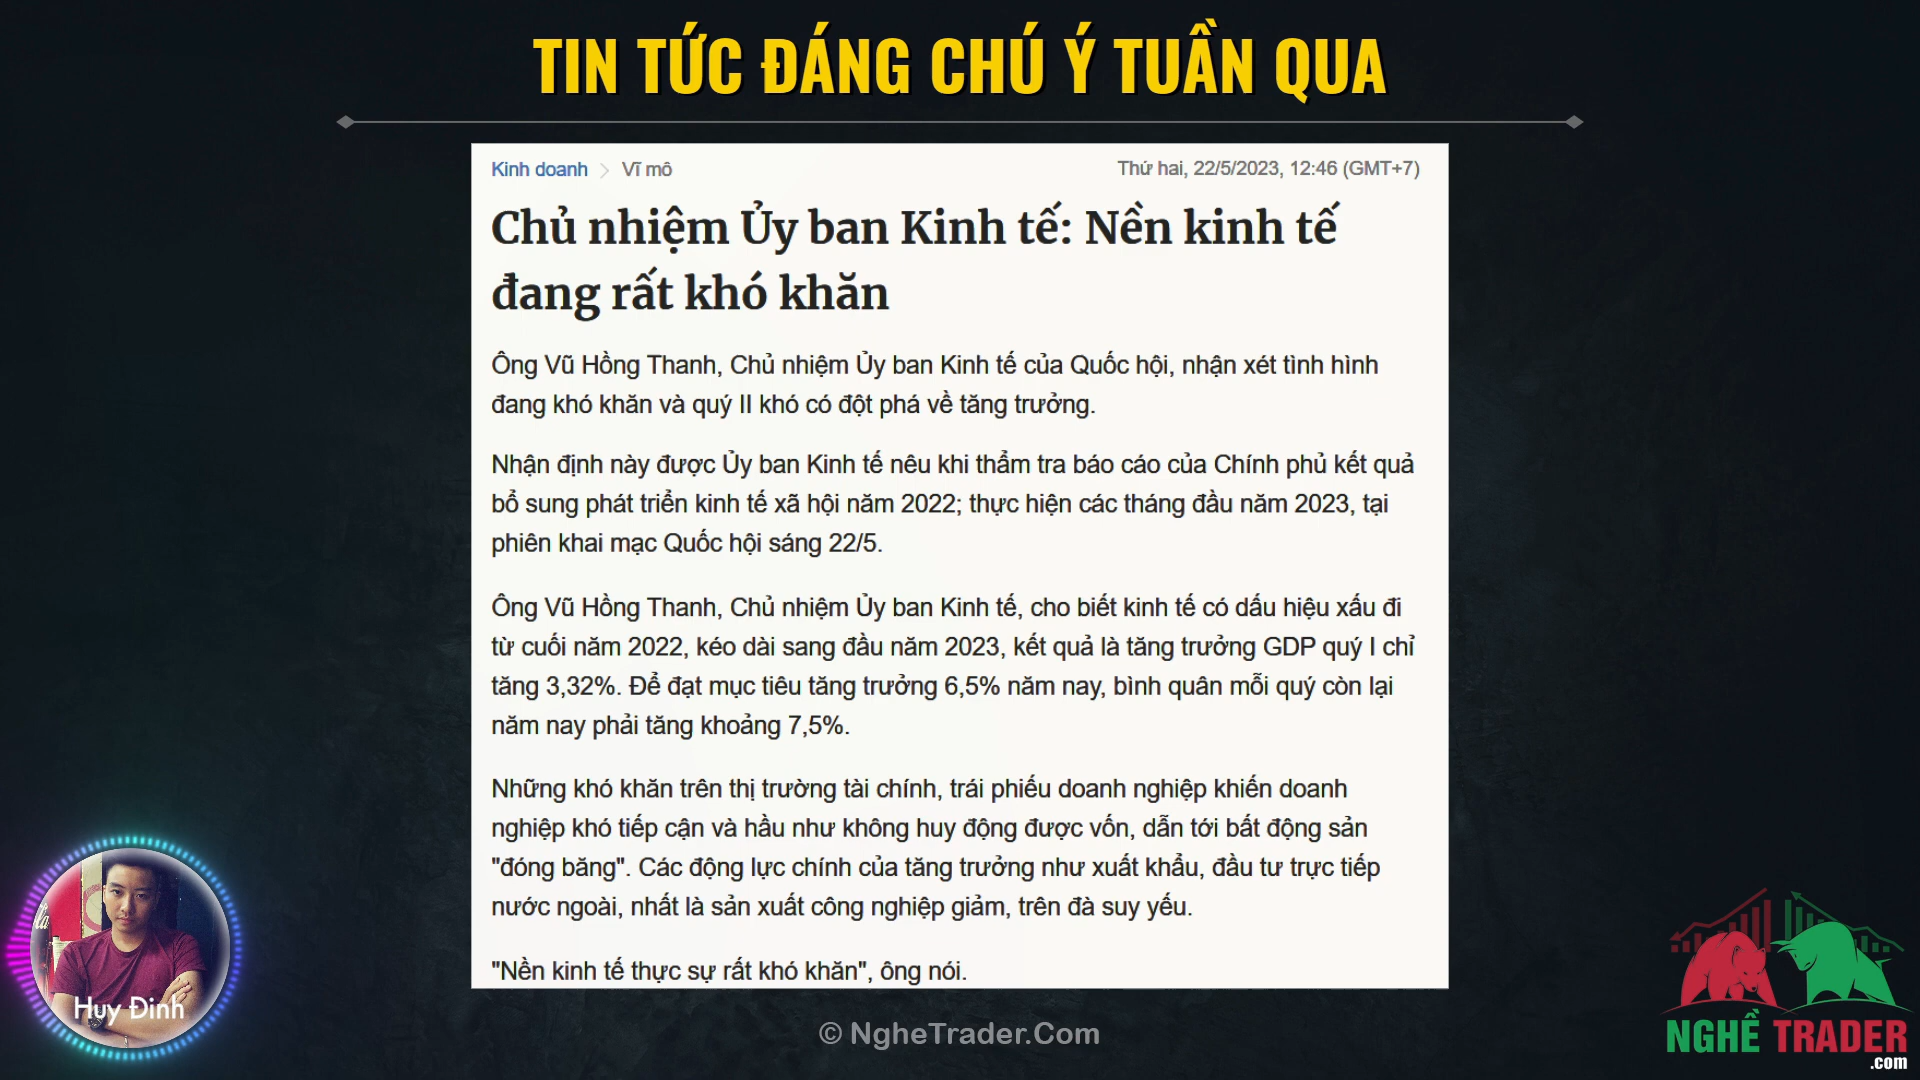 TIN TỨC ĐÁNG CHÚ Ý TUẦN QUA
Kinh doanh > Vĩ mô
Thứ hai, 22/5/2023, 12:46 (GMT+7)
Chủ nhiệm Ủy ban Kinh tế: Nền kinh tế
đang rất khó khăn
Ông Vũ Hồng Thanh, Chủ nhiệm Ủy ban Kinh tế của Quốc hội, nhận xét tình hình
đang khó khăn và quý II khó có đột phá về tăng trưởng.
Nhận định này được Ủy ban Kinh tế nêu khi thẩm tra báo cáo của Chính phủ kết quả
bổ sung phát triển kinh tế xã hội năm 2022; thực hiện các tháng đầu năm 2023, tại
phiên khai mạc Quốc hội sáng 22/5.
Ông Vũ Hồng Thanh, Chủ nhiệm Ủy ban Kinh tế, cho biết kinh tế có dấu hiệu xấu đi
từ cuối năm 2022, kéo dài sang đầu năm 2023, kết quả là tăng trưởng GDP quý I chỉ
tăng 3,32%. Để đạt mục tiêu tăng trưởng 6,5% năm nay, bình quân mỗi quý còn lại
năm nay phải tăng khoảng 7,5%.
Những khó khăn trên thị trường tài chính, trái phiếu doanh nghiệp khiến doanh
nghiệp khó tiếp cận và hầu như không huy động được vốn, dẫn tới bất động sản
"đóng băng". Các động lực chính của tăng trưởng như xuất khẩu, đầu tư trực tiếp
nước ngoài, nhất là sản xuất công nghiệp giảm, trên đà suy yếu.
"Nền kinh tế thực sự rất khó khăn", ông nói.
Huy Đinh
© NgheTrader.Com
NGHỀ TRADER
.com